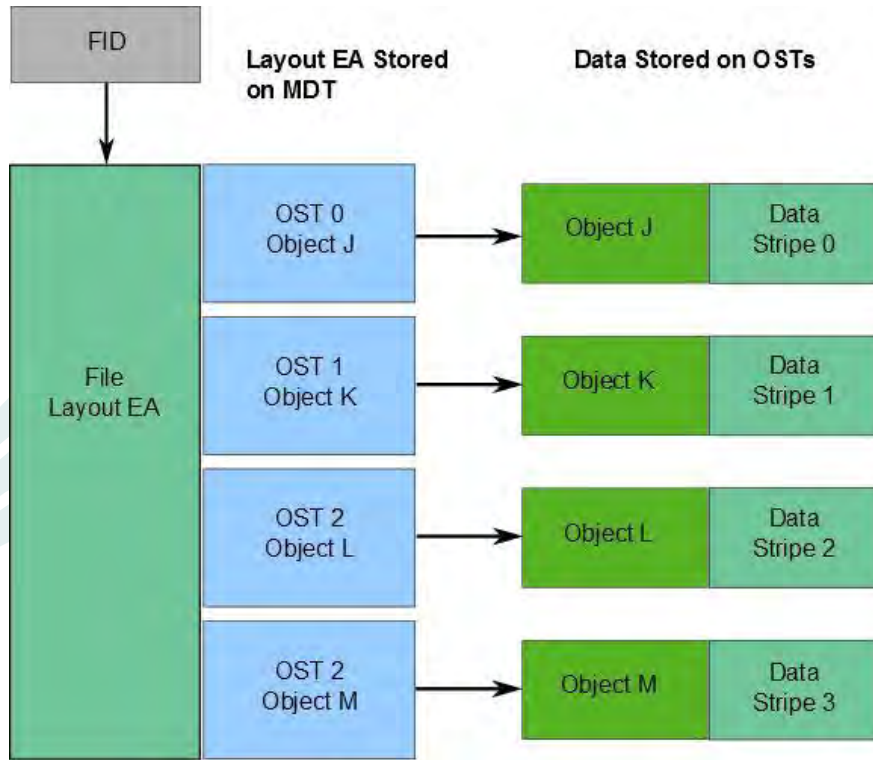 FID
Layout EA Stored
on MDT
Data Stored on OSTs
File
Layout EA
OST 0
Object J
Object J
Data
Stripe 0
OST 1
Object K
Object K
Data
Stripe 1
OST 2
Object L
Object L
Data
Stripe 2
OST 2
Object M
Object M
Data
Stripe 3